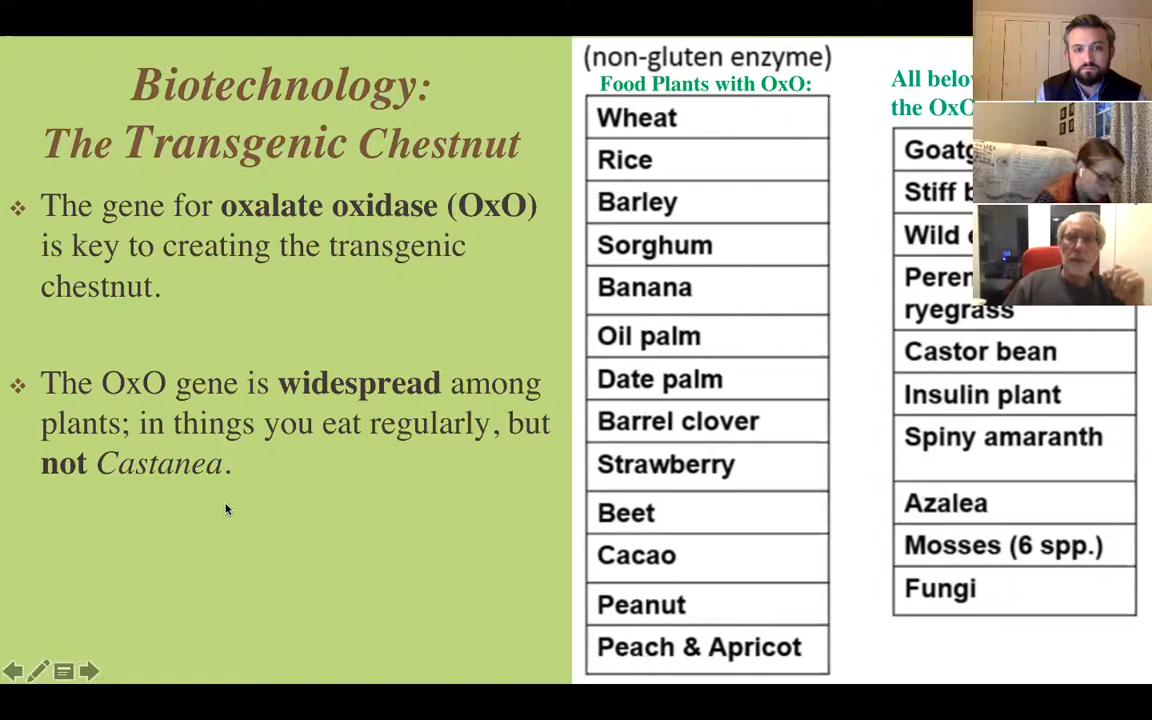 Biotechnology:
The Transgenic Chestnut
The gene for oxalate oxidase (OxO)
is key to creating the transgenic
chestnut.
The OxO gene is widespread among
plants; in things you eat regularly, but
not Castanea.
(non-gluten enzyme)
Food Plants with OxO:
Wheat
Rice
Barley
Sorghum
Banana
Oil palm
Date palm
Barrel clover
Strawberry
Beet
Cacao
Peanut
Peach & Apricot
All
the
Stiff
Wild
ryegrass
Castor bean
Insulin plant
Spiny amaranth
Azalea
Mosses (6 spp.)
Fungi